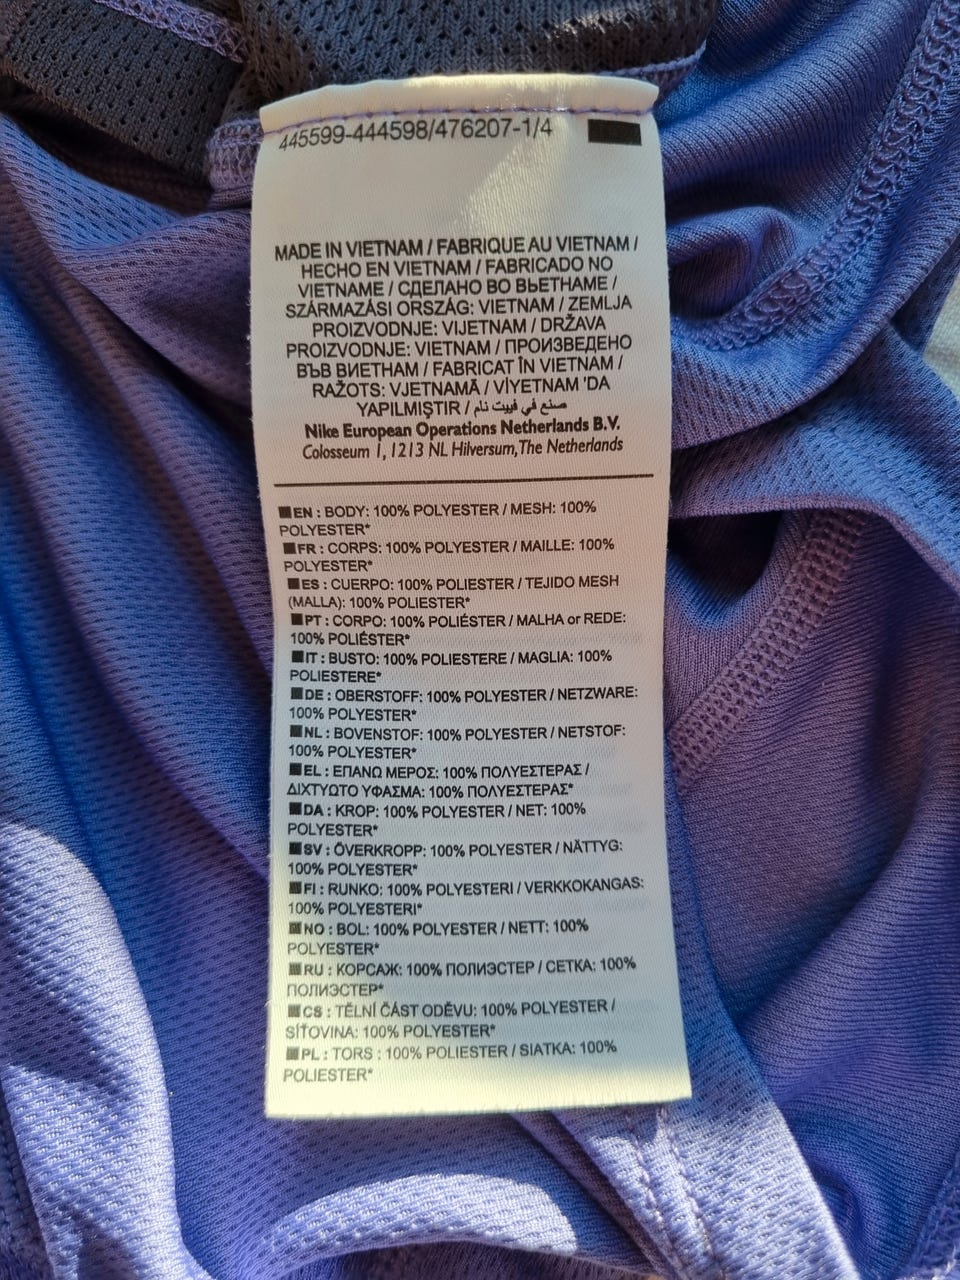 445599-444598/476207-1/4
MADE IN VIETNAM / FABRIQUE AU VIETNAM /
HECHO EN VIETNAM / FABRICADO NO
VIETNAME / СДЕЛАНО ВО ВЬЕТНАМЕ /
SZÁRMAZÁSI ORSZÁG: VIETNAM / ZEMLJA
PROIZVODNJE: VIJETNAM / DRŽAVA
PROIZVODNJE: VIETNAM / ПРОИЗВЕДЕНО
ВЪВ ВИЕТНАМ / FABRICAT ÎN VIETNAM /
RAŽOTS: VJETNAMĀ / VİYETNAM 'DA
YAPILMIŞTIR / صنع في فييت نام
Nike European Operations Netherlands B.V.
Colosseum 1, 1213 NL Hilversum, The Netherlands
EN : BODY: 100% POLYESTER / MESH: 100%
POLYESTER*
FR : CORPS: 100% POLYESTER / MAILLE: 100%
POLYESTER*
ES : CUERPO: 100% POLIESTER / TEJIDO MESH
(MALLA): 100% POLIESTER*
PT : CORPO: 100% POLIÉSTER / MALHA or REDE:
100% POLIÉSTER*
IT : BUSTO: 100% POLIESTERE / MAGLIA: 100%
POLIESTERE*
DE : OBERSTOFF: 100% POLYESTER / NETZWARE:
100% POLYESTER*
NL : BOVENSTOF: 100% POLYESTER / NETSTOF:
100% POLYESTER*
EL : ΕΠΑΝΩ ΜΕΡΟΣ: 100% ΠΟΛΥΕΣΤΕΡΑΣ /
ΔΙΧΤΥΩΤΟ ΥΦΑΣΜΑ: 100% ΠΟΛΥΕΣΤΕΡΑΣ*
DA : KROP: 100% POLYESTER / NET: 100%
POLYESTER*
SV : ÖVERKROPP: 100% POLYESTER / NÄTTYG:
100% POLYESTER*
FI : RUNKO: 100% POLYESTERI / VERKKOKANGAS:
100% POLYESTERI*
NO : BOL: 100% POLYESTER / NETT: 100%
POLYESTER*
RU : КОРСАЖ: 100% ПОЛИЭСТЕР / СЕТКА: 100%
ПОЛИЭСТЕР*
CS : TĚLNÍ ČÁST ODĚVU: 100% POLYESTER /
SÍŤOVINA: 100% POLYESTER*
PL : TORS : 100% POLIESTER / SIATKA: 100%
POLIESTER*